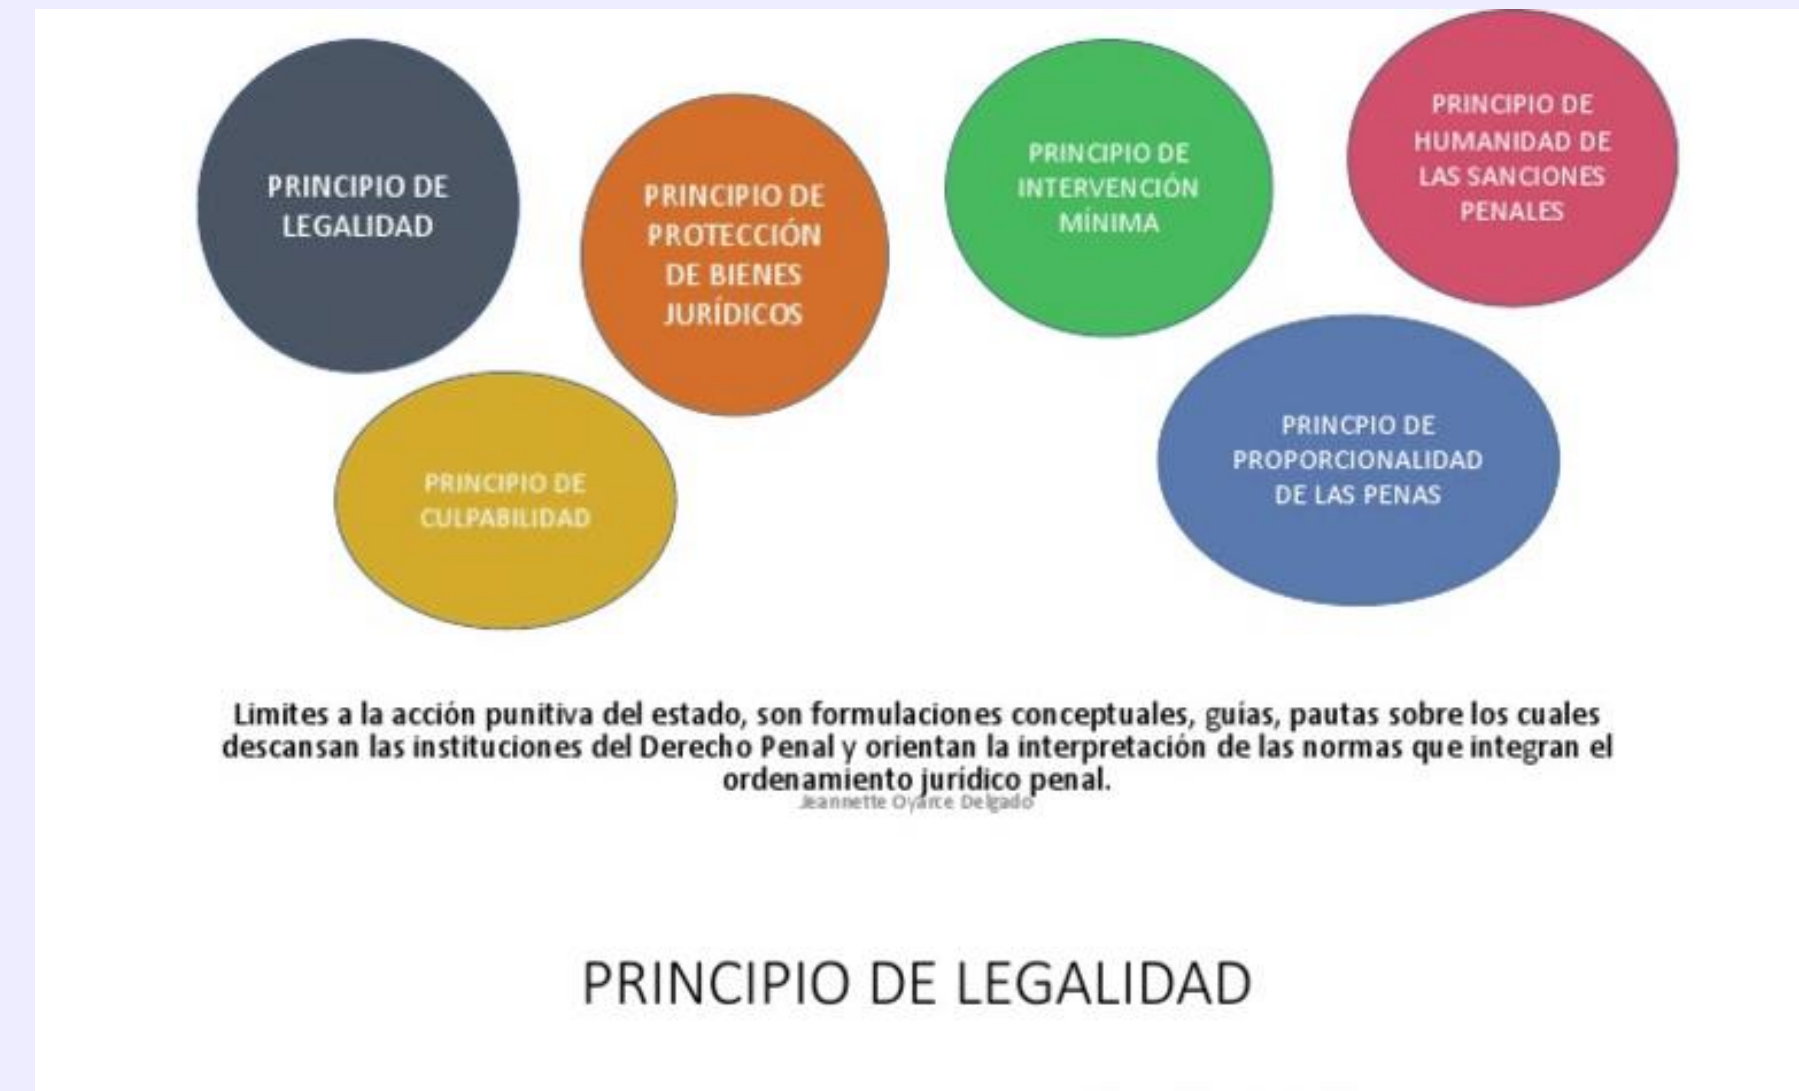 PRINCIPIO DE
LEGALIDAD
PRINCIPIO DE
PROTECCIÓN
DE BIENES
JURÍDICOS
PRINCIPIO DE
INTERVENCIÓN
MÍNIMA
PRINCIPIO DE
HUMANIDAD DE
LAS SANCIONES
PENALES
PRINCIPIO DE
CULPABILIDAD
PRINCPIO DE
PROPORCIONALIDAD
DE LAS PENAS
Limites a la acción punitiva del estado, son formulaciones conceptuales, guías, pautas sobre los cuales
descansan las instituciones del Derecho Penal y orientan la interpretación de las normas que integran el
ordenamiento jurídico penal.
Jeannette Oyarce Delgado
PRINCIPIO DE LEGALIDAD